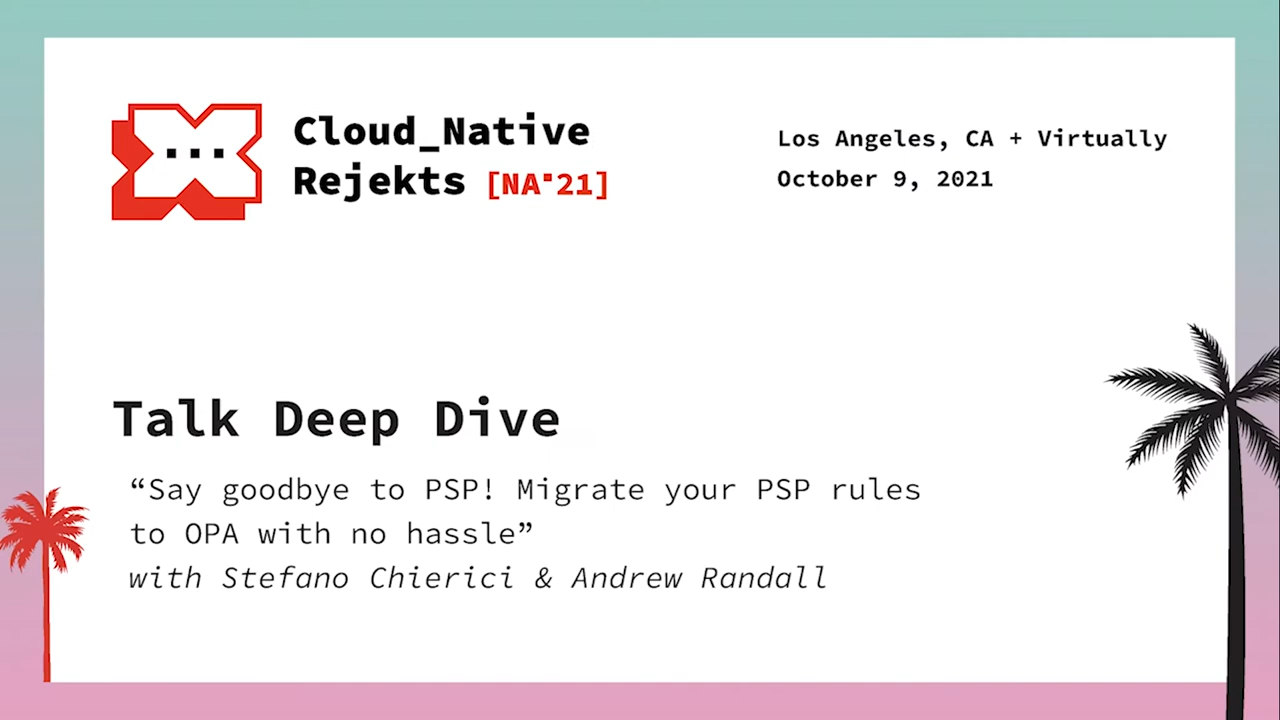 Cloud_Native
Rejekts [NA"21]
Los Angeles, CA + Virtually
October 9, 2021
Talk Deep Dive
“Say goodbye to PSP! Migrate your PSP rules
to OPA with no hassle”
with Stefano Chierici & Andrew Randall